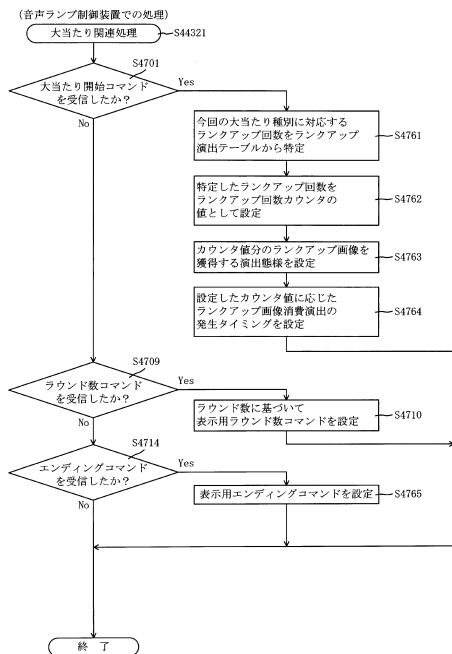 (音声ランプ制御装置での処理)
大当たり関連処理
S44321
S4701
大当たり開始コマンド
を受信したか?
Yes
No
今回の大当たり種別に対応する
ランクアップ回数をランクアップ
演出テーブルから特定
S4761
特定したランクアップ回数を
ランクアップ回数カウンタの
値として設定
S4762
カウンタ値分のランクアップ画像を
獲得する演出態様を設定
S4763
設定したカウンタ値に応じた
ランクアップ画像消費演出の
発生タイミングを設定
S4764
S4709
ラウンド数コマンド
を受信したか?
Yes
No
ラウンド数に基づいて
表示用ラウンド数コマンドを設定
S4710
S4714
エンディングコマンド
を受信したか?
Yes
No
表示用エンディングコマンドを設定
S4765
終 了